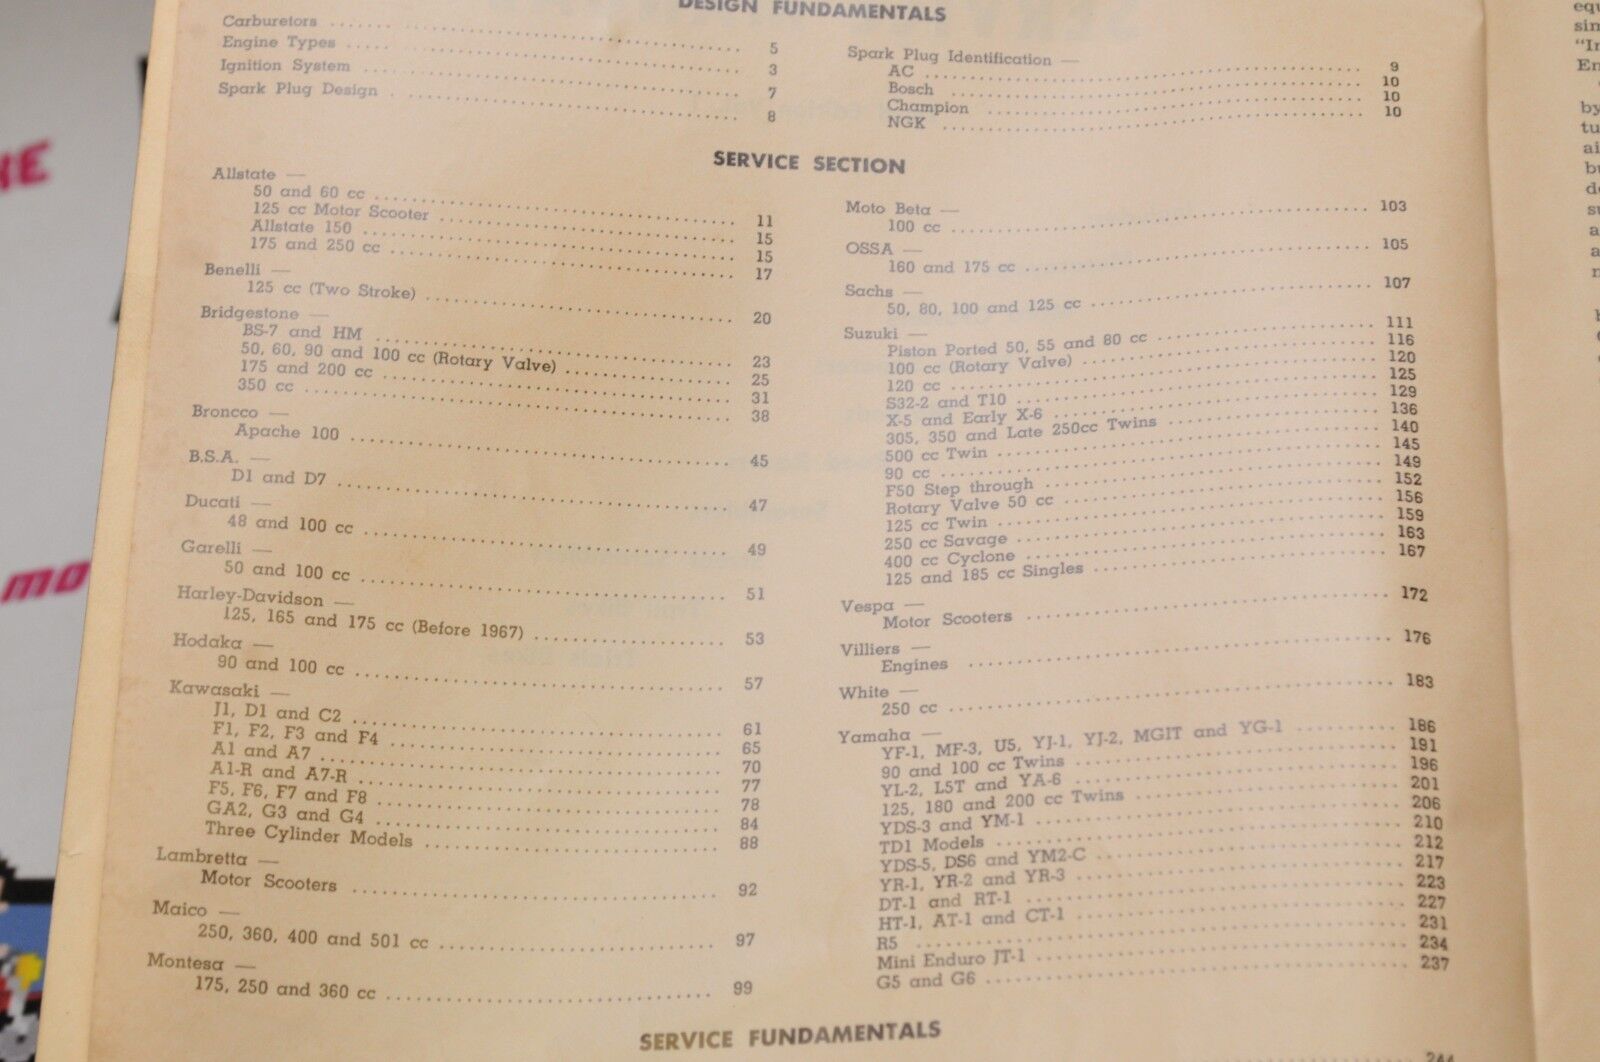 DESIGN FUNDAMENTALS
Carburetors 5
Engine Types 3
Ignition System 7
Spark Plug Design 8
Spark Plug Identification —
AC 9
Bosch 10
Champion 10
NGK 10
SERVICE SECTION
Allstate —
50 and 60 cc 11
125 cc Motor Scooter 15
Allstate 150 15
175 and 250 cc 17
Benelli —
125 cc (Two Stroke) 20
Bridgestone —
BS-7 and HM 23
50, 60, 90 and 100 cc (Rotary Valve) 25
175 and 200 cc 31
350 cc 38
Broncco —
Apache 100 45
B.S.A. —
D1 and D7 47
Ducati —
48 and 100 cc 49
Garelli —
50 and 100 cc 51
Harley-Davidson —
125, 165 and 175 cc (Before 1967) 53
Hodaka —
90 and 100 cc 57
Kawasaki —
J1, D1 and C2 61
F1, F2, F3 and F4 65
A1 and A7 70
A1-R and A7-R 77
F5, F6, F7 and F8 78
GA2, G3 and G4 84
Three Cylinder Models 88
Lambretta —
Motor Scooters 92
Maico —
250, 360, 400 and 501 cc 97
Montesa —
175, 250 and 360 cc 99
Moto Beta —
100 cc 103
OSSA —
160 and 175 cc 105
Sachs —
50, 80, 100 and 125 cc 107
Suzuki —
Piston Ported 50, 55 and 80 cc 111
100 cc (Rotary Valve) 116
120 cc 120
S32-2 and T10 125
X-5 and Early X-6 129
305, 350 and Late 250cc Twins 136
500 cc Twin 140
90 cc 145
F50 Step through 149
Rotary Valve 50 cc 152
125 cc Twin 156
250 cc Savage 159
400 cc Cyclone 163
125 and 185 cc Singles 167
Vespa —
Motor Scooters 172
Villiers —
Engines 176
White —
250 cc 183
Yamaha —
YF-1, MF-3, U5, YJ-1, YJ-2, MG1T and YG-1 186
90 and 100 cc Twins 191
YL-2, L5T and YA-6 196
125, 180 and 200 cc Twins 201
YDS-3 and YM-1 206
TD1 Models 210
YDS-5, DS6 and YM2-C 212
YR-1, YR-2 and YR-3 217
DT-1 and RT-1 223
HT-1, AT-1 and CT-1 227
R5 231
Mini Enduro JT-1 234
G5 and G6 237
SERVICE FUNDAMENTALS
244